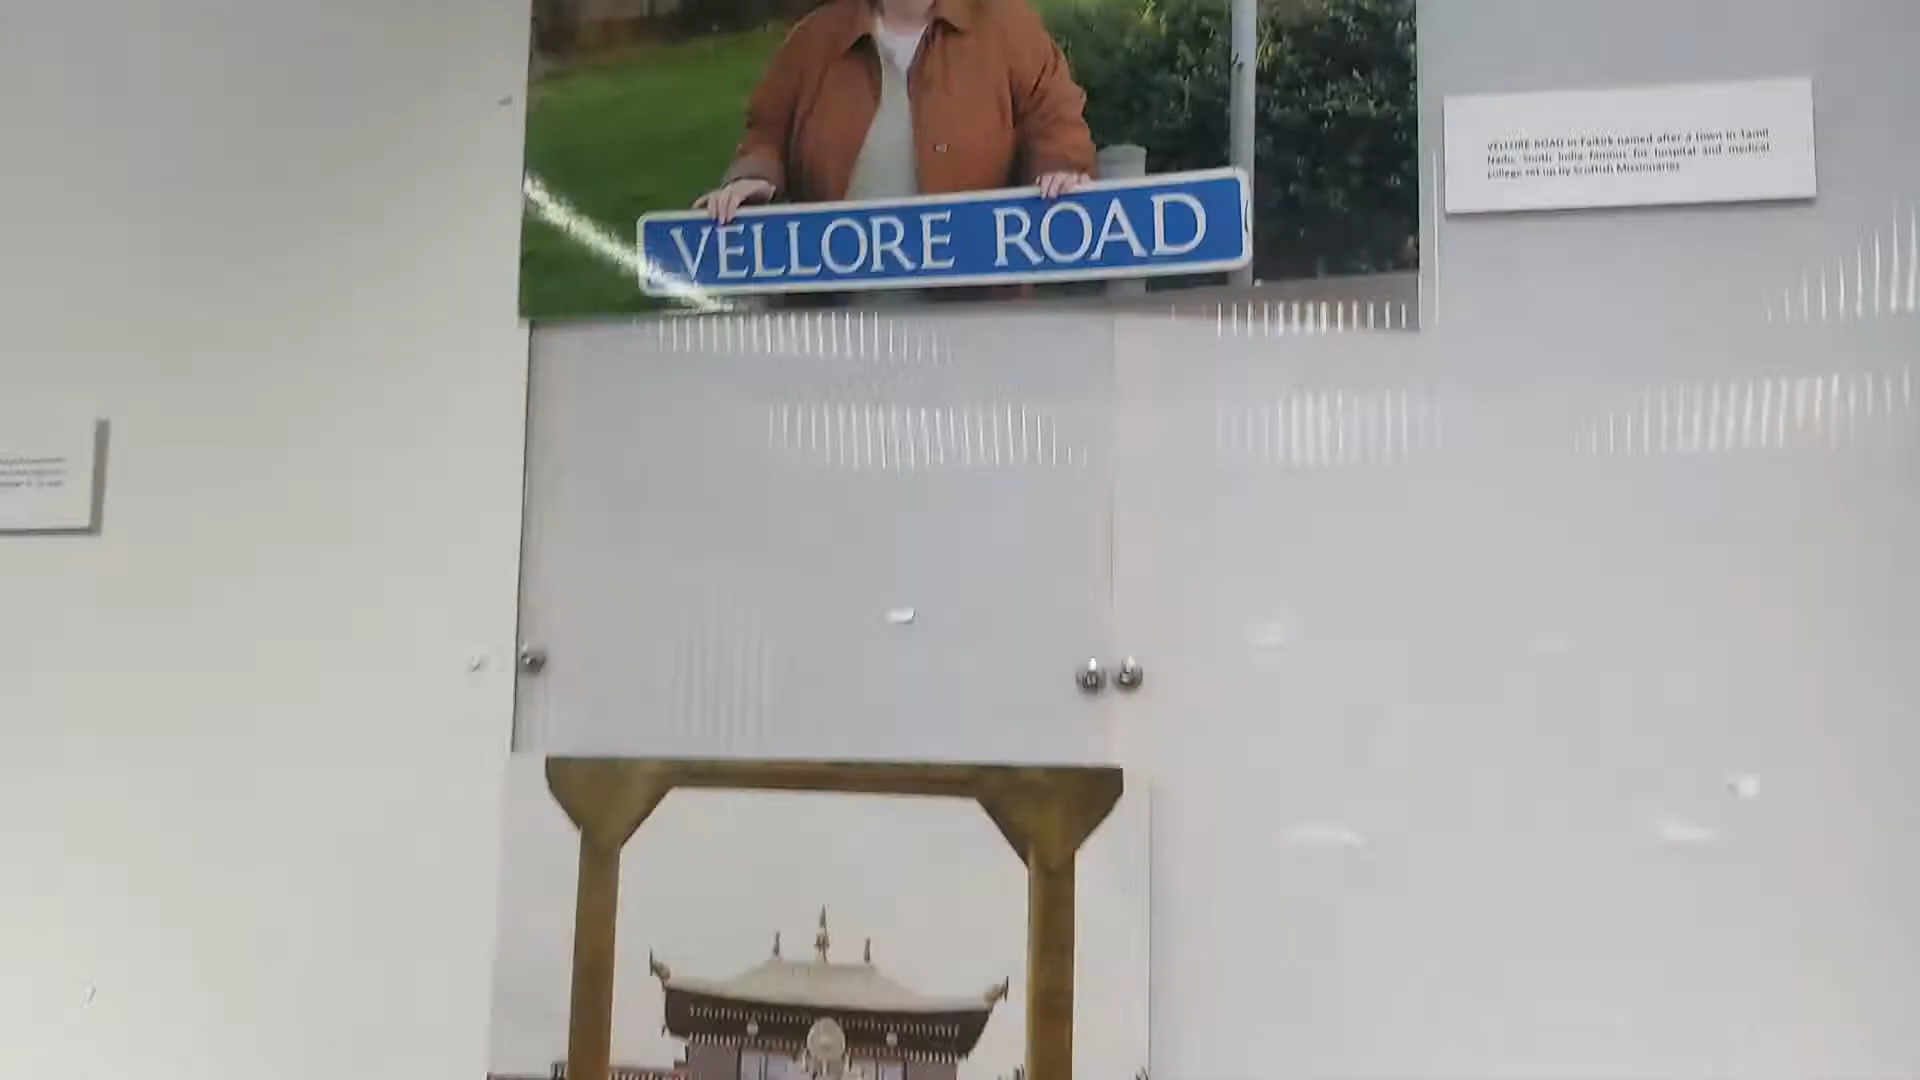 VELLORE ROAD
VELLORE ROAD in Falkirk named after a town in Tamil
Nadu, South India famous for hospital and medical
college set up by Scottish Missionaries